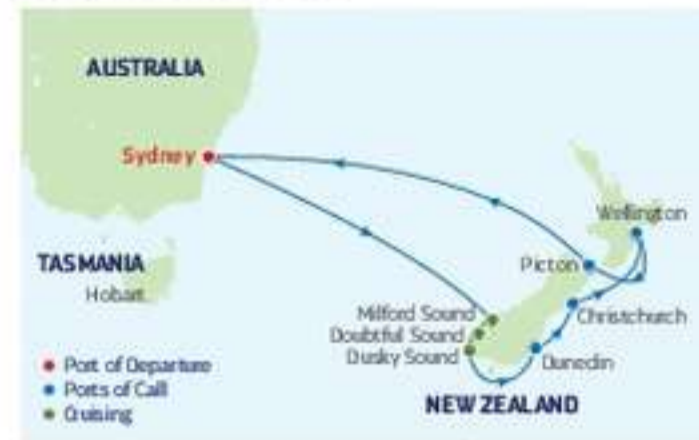 AUSTRALIA
Sydney
Wellington
TASMANIA
Picton
Hobart
Milford Sound
Christchurch
Doubtful Sound
Dusky Sound
Dunedin
Port of Departure
Ports of Call
Cruising
NEW ZEALAND